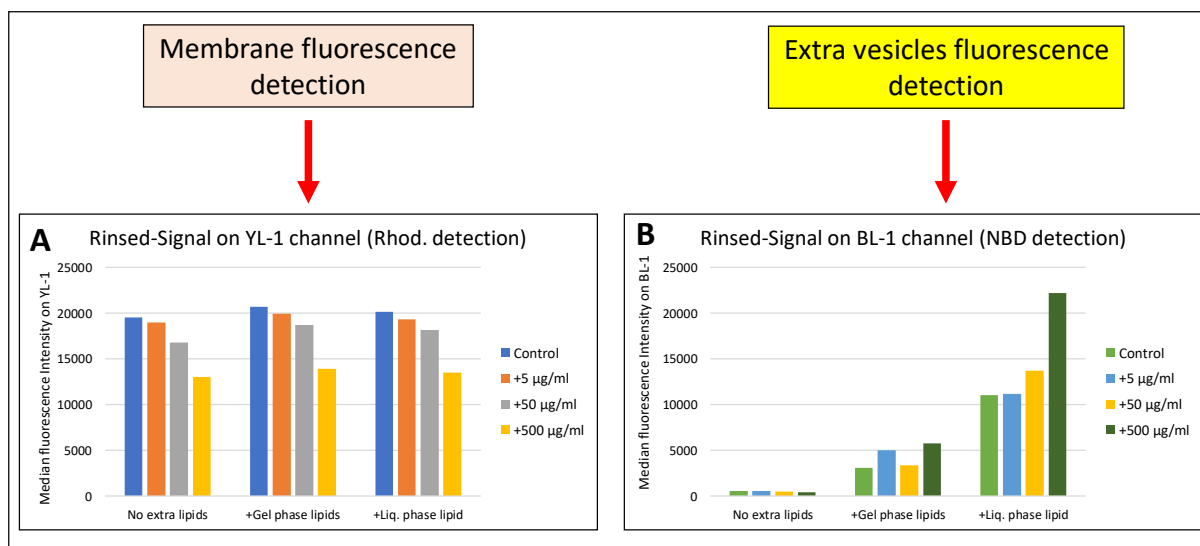 Membrane fluorescence
detection
Extra vesicles fluorescence
detection
A
Rinsed-Signal on YL-1 channel (Rhod. detection)
Median fluorescence Intensity on YL-1
25000
20000
15000
10000
5000
0
No extra lipids
+Gel phase lipids
+Liq. phase lipid
Control
+5 µg/ml
+50 µg/ml
+500 µg/ml
B
Rinsed-Signal on BL-1 channel (NBD detection)
Median fluorescence Intensity on BL-1
25000
20000
15000
10000
5000
0
No extra lipids
+Gel phase lipids
+Liq. phase lipid
Control
+5 µg/ml
+50 µg/ml
+500 µg/ml